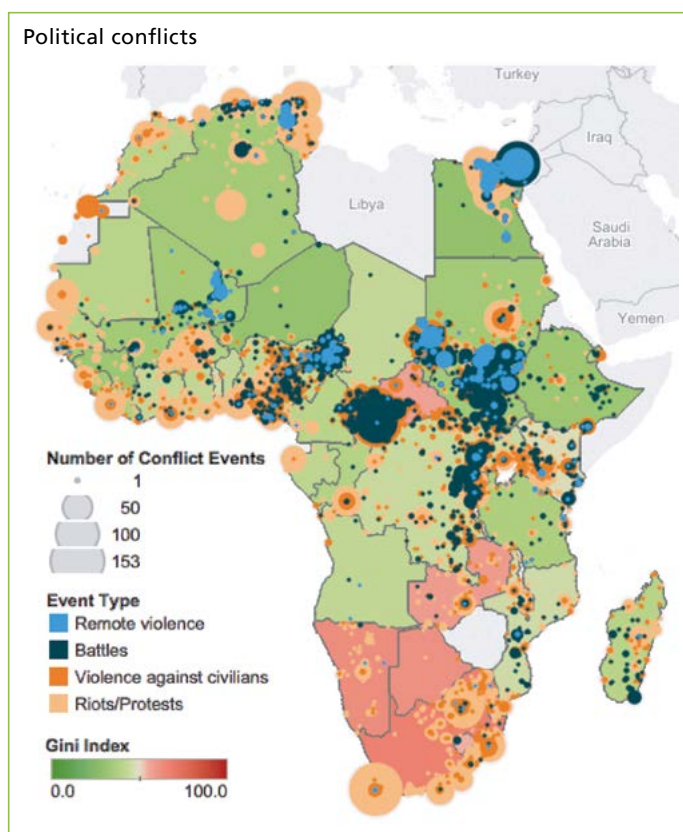 Political conflicts
Turkey
Iraq
Libya
Saudi
Arabia
Yemen
Number of Conflict Events
1
50
100
153
Event Type
Remote violence
Battles
Violence against civilians
Riots/Protests
Gini Index
0.0 100.0